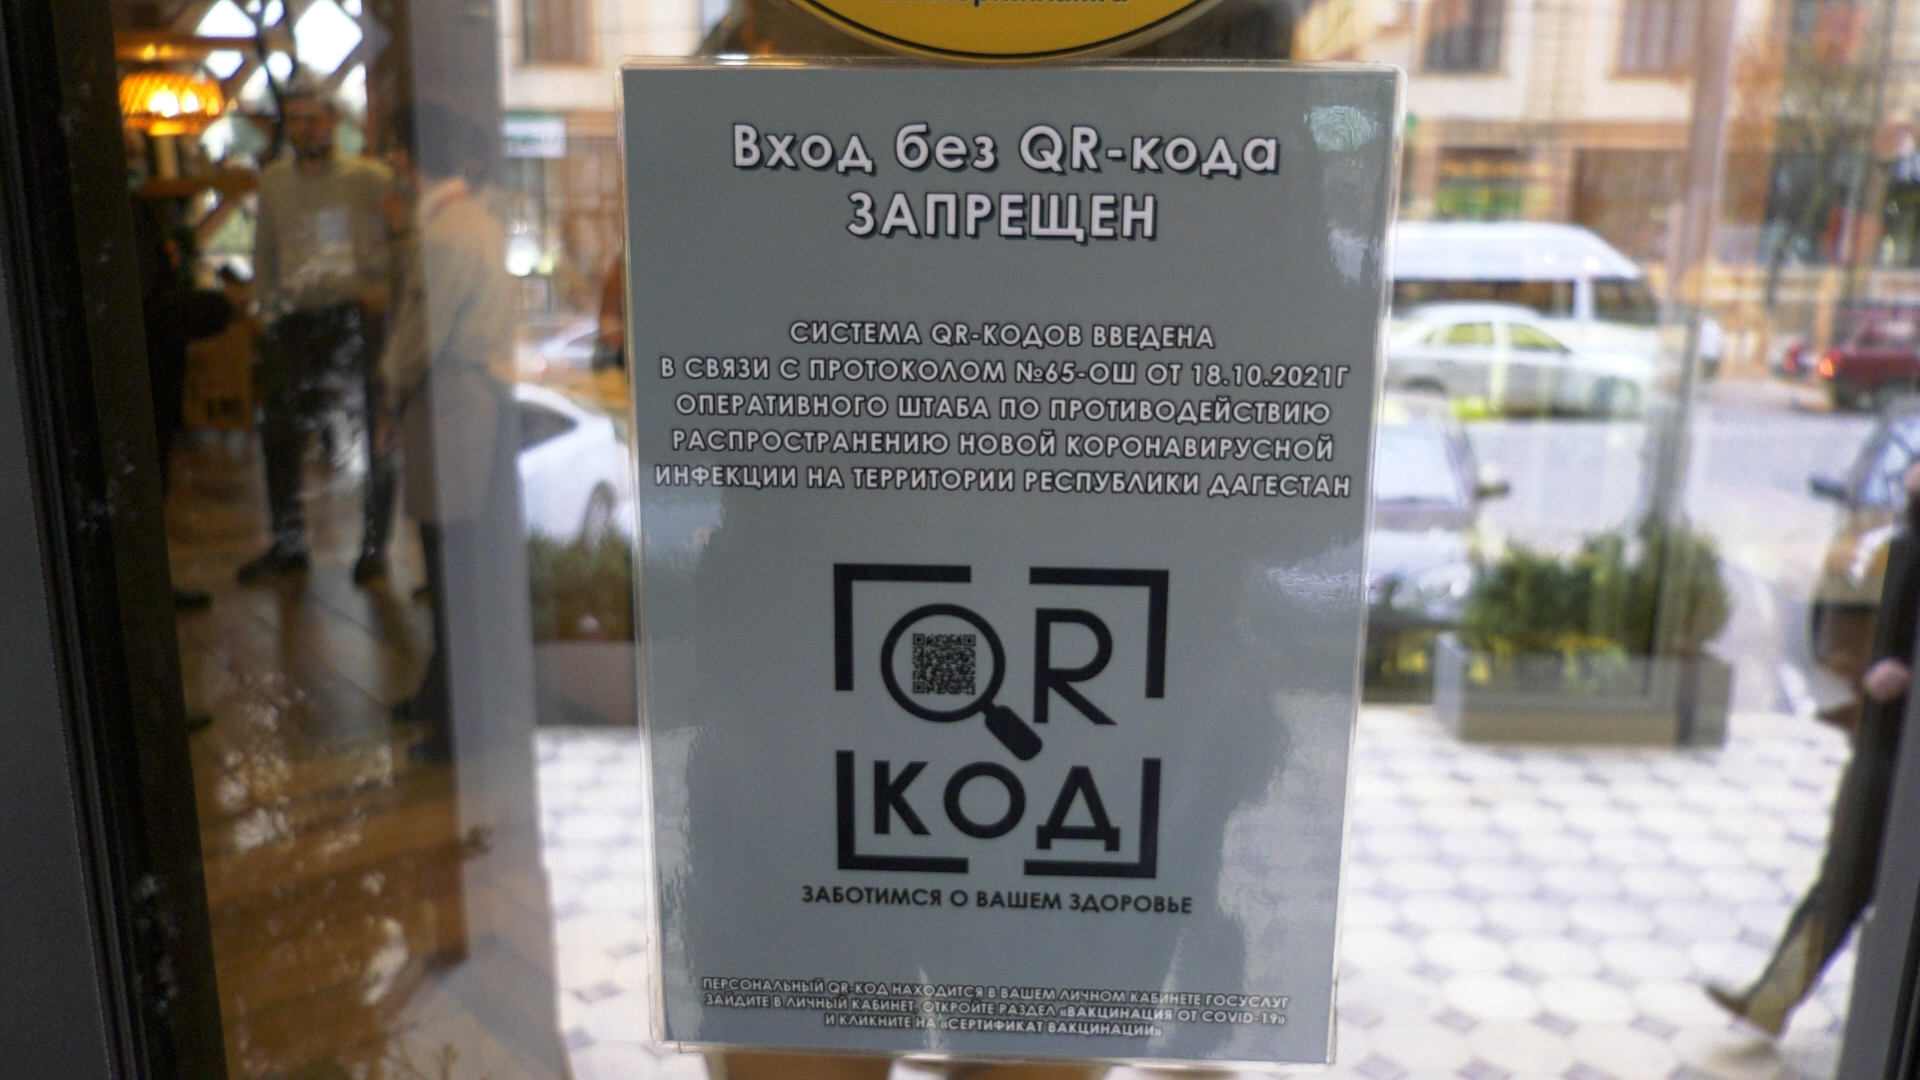 Вход без QR-кода
ЗАПРЕЩЕН
СИСТЕМА QR-КОДОВ ВВЕДЕНА
В СВЯЗИ С ПРОТОКОЛОМ №65-ОШ ОТ 18.10.2021Г
ОПЕРАТИВНОГО ШТАБА ПО ПРОТИВОДЕЙСТВИЮ
РАСПРОСТРАНЕНИЮ НОВОЙ КОРОНАВИРУСНОЙ
ИНФЕКЦИИ НА ТЕРРИТОРИИ РЕСПУБЛИКИ ДАГЕСТАН
QR
КОД
ЗАБОТИМСЯ О ВАШЕМ ЗДОРОВЬЕ
ПЕРСОНАЛЬНЫЙ QR-КОД НАХОДИТСЯ В ВАШЕМ ЛИЧНОМ КАБИНЕТЕ ГОСУСЛУГ
ЗАЙДИТЕ В ЛИЧНЫЙ КАБИНЕТ, ОТКРОЙТЕ РАЗДЕЛ «ВАКЦИНАЦИЯ ОТ COVID-19»
И КЛИКНИТЕ НА «СЕРТИФИКАТ ВАКЦИНАЦИИ»